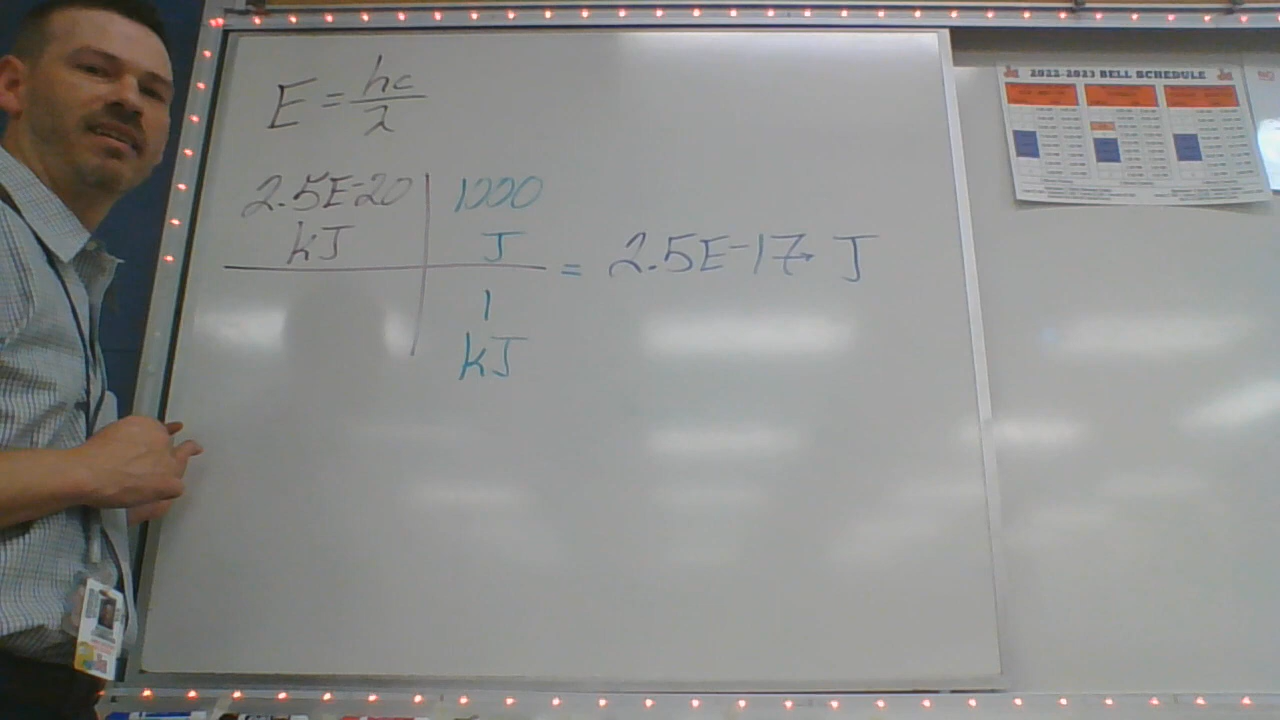 E = hc/λ
2.5E-20 | 1000
kJ | J
= 2.5E-17 J
1
kJ
2022-2023 BELL SCHEDULE